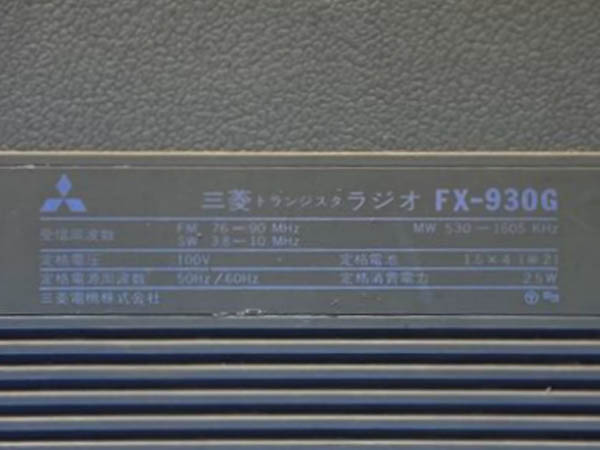 三菱トランジスタラジオ FX-930G
受信周波数 FM 76-90 MHz MW 530-1605 KHz
SW 3.8-10 MHz
定格電圧 100V 定格電池 1.5×4(※2)
定格電源周波数 50Hz/60Hz 定格消費電力 2.5W
三菱電機株式会社